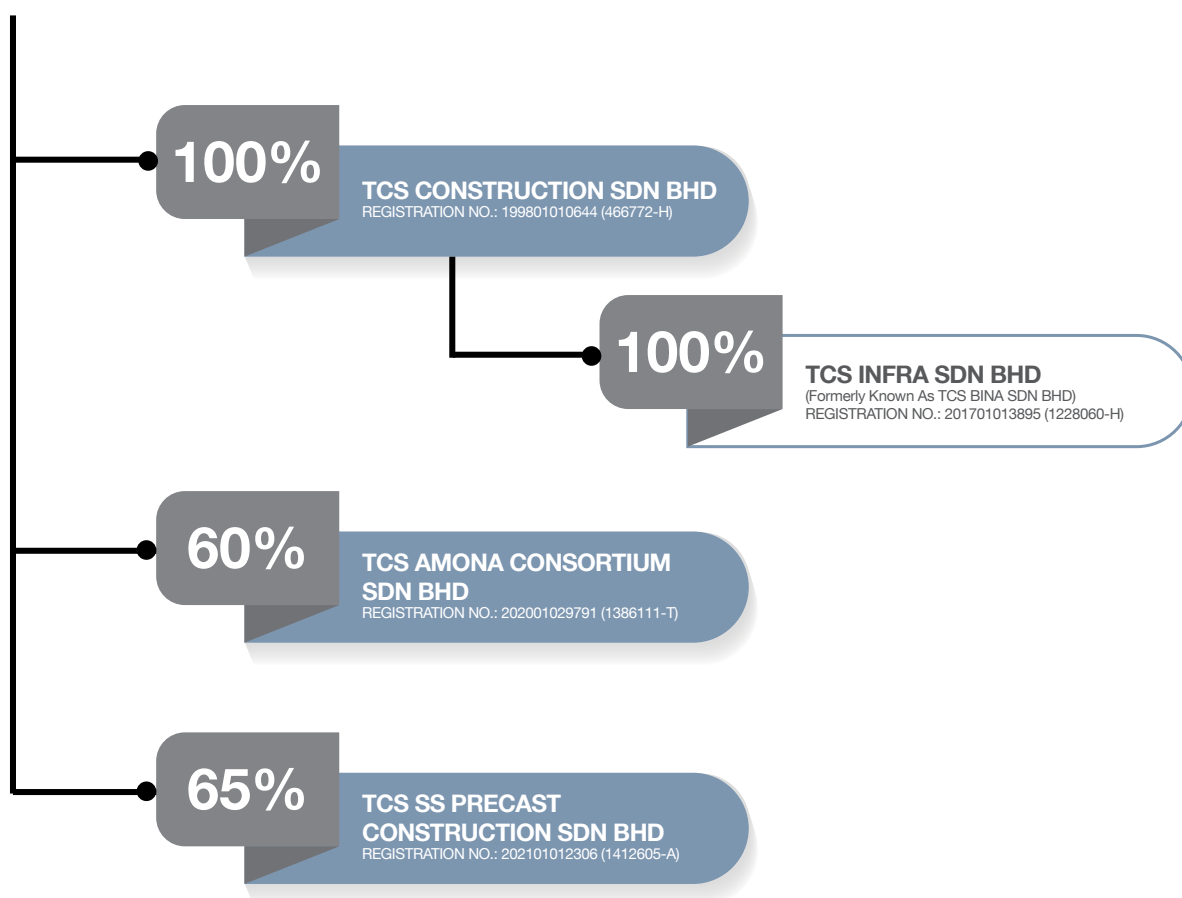 100%
TCS CONSTRUCTION SDN BHD
REGISTRATION NO.: 199801010644 (466772-H)
100%
TCS INFRA SDN BHD
(Formerly Known As TCS BINA SDN BHD)
REGISTRATION NO.: 201701013895 (1228060-H)
60%
TCS AMONA CONSORTIUM
SDN BHD
REGISTRATION NO.: 202001029791 (1386111-T)
65%
TCS SS PRECAST
CONSTRUCTION SDN BHD
REGISTRATION NO.: 202101012306 (1412605-A)